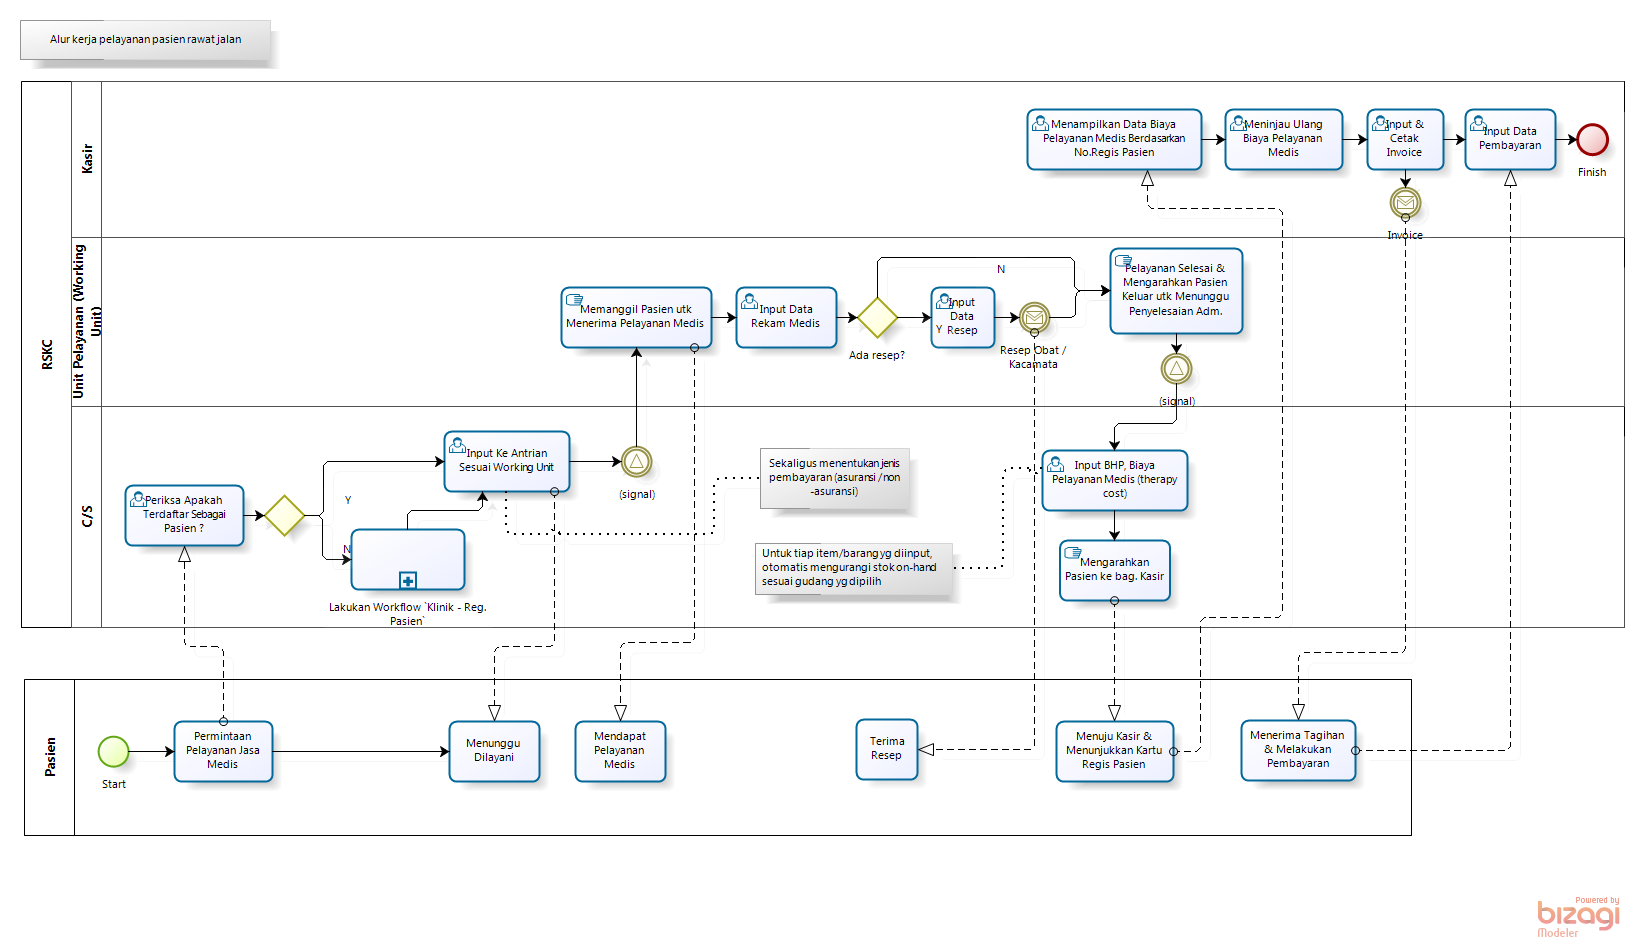 Alur kerja pelayanan pasien rawat jalan
RSKC
Kasir
Menampilkan Data Biaya
Pelayanan Medis Berdasarkan
No.Regis Pasien
Meninjau Ulang
Biaya Pelayanan
Medis
Input &
Cetak
Invoice
Input Data
Pembayaran
Finish
Invoice
Unit Pelayanan (Working
Unit)
Memanggil Pasien utk
Menerima Pelayanan Medis
Input Data
Rekam Medis
Ada resep?
N
Y
Input
Data
Resep
Resep Obat /
Kacamata
Pelayanan Selesai &
Mengarahkan Pasien
Keluar utk Menunggu
Penyelesaian Adm.
(signal)
C/S
Periksa Apakah
Terdaftar Sebagai
Pasien ?
Y
N
Input Ke Antrian
Sesuai Working Unit
(signal)
Lakukan Workflow `Klinik - Reg.
Pasien`
Sekaligus menentukan jenis
pembayaran (asuransi / non
-asuransi)
Untuk tiap item/barang yg diinput,
otomatis mengurangi stok on-hand
sesuai gudang yg dipilih
Input BHP, Biaya
Pelayanan Medis (therapy
cost)
Mengarahkan
Pasien ke bag. Kasir
Pasien
Start
Permintaan
Pelayanan Jasa
Medis
Menunggu
Dilayani
Mendapat
Pelayanan
Medis
Terima
Resep
Menuju Kasir &
Menunjukkan Kartu
Regis Pasien
Menerima Tagihan
& Melakukan
Pembayaran
Powered by
bizagi
Modeler